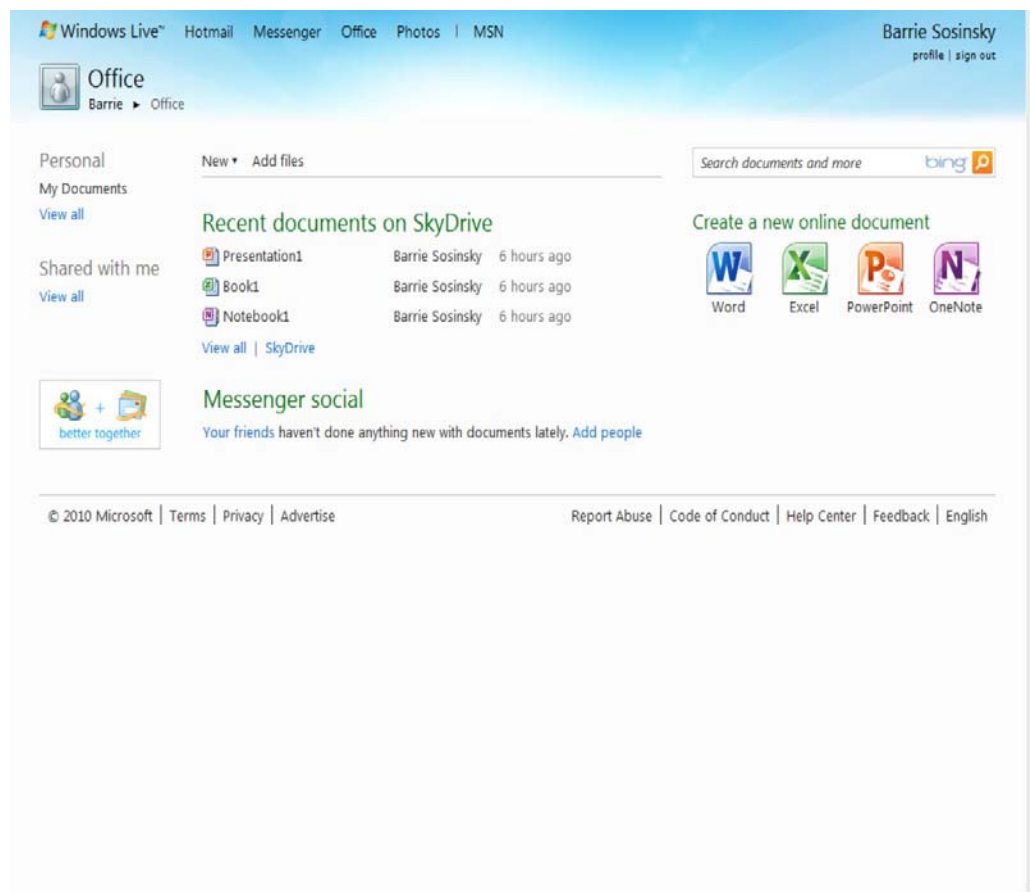 Windows Live™ Hotmail Messenger Office Photos | MSN
Barrie Sosinsky
profile | sign out
Office
Barrie ▸ Office
Personal
My Documents
View all
Shared with me
View all
better together
New ▾ Add files
Recent documents on SkyDrive
Presentation1 Barrie Sosinsky 6 hours ago
Book1 Barrie Sosinsky 6 hours ago
Notebook1 Barrie Sosinsky 6 hours ago
View all | SkyDrive
Messenger social
Your friends haven't done anything new with documents lately. Add people
Search documents and more bing
Create a new online document
Word Excel PowerPoint OneNote
© 2010 Microsoft | Terms | Privacy | Advertise
Report Abuse | Code of Conduct | Help Center | Feedback | English